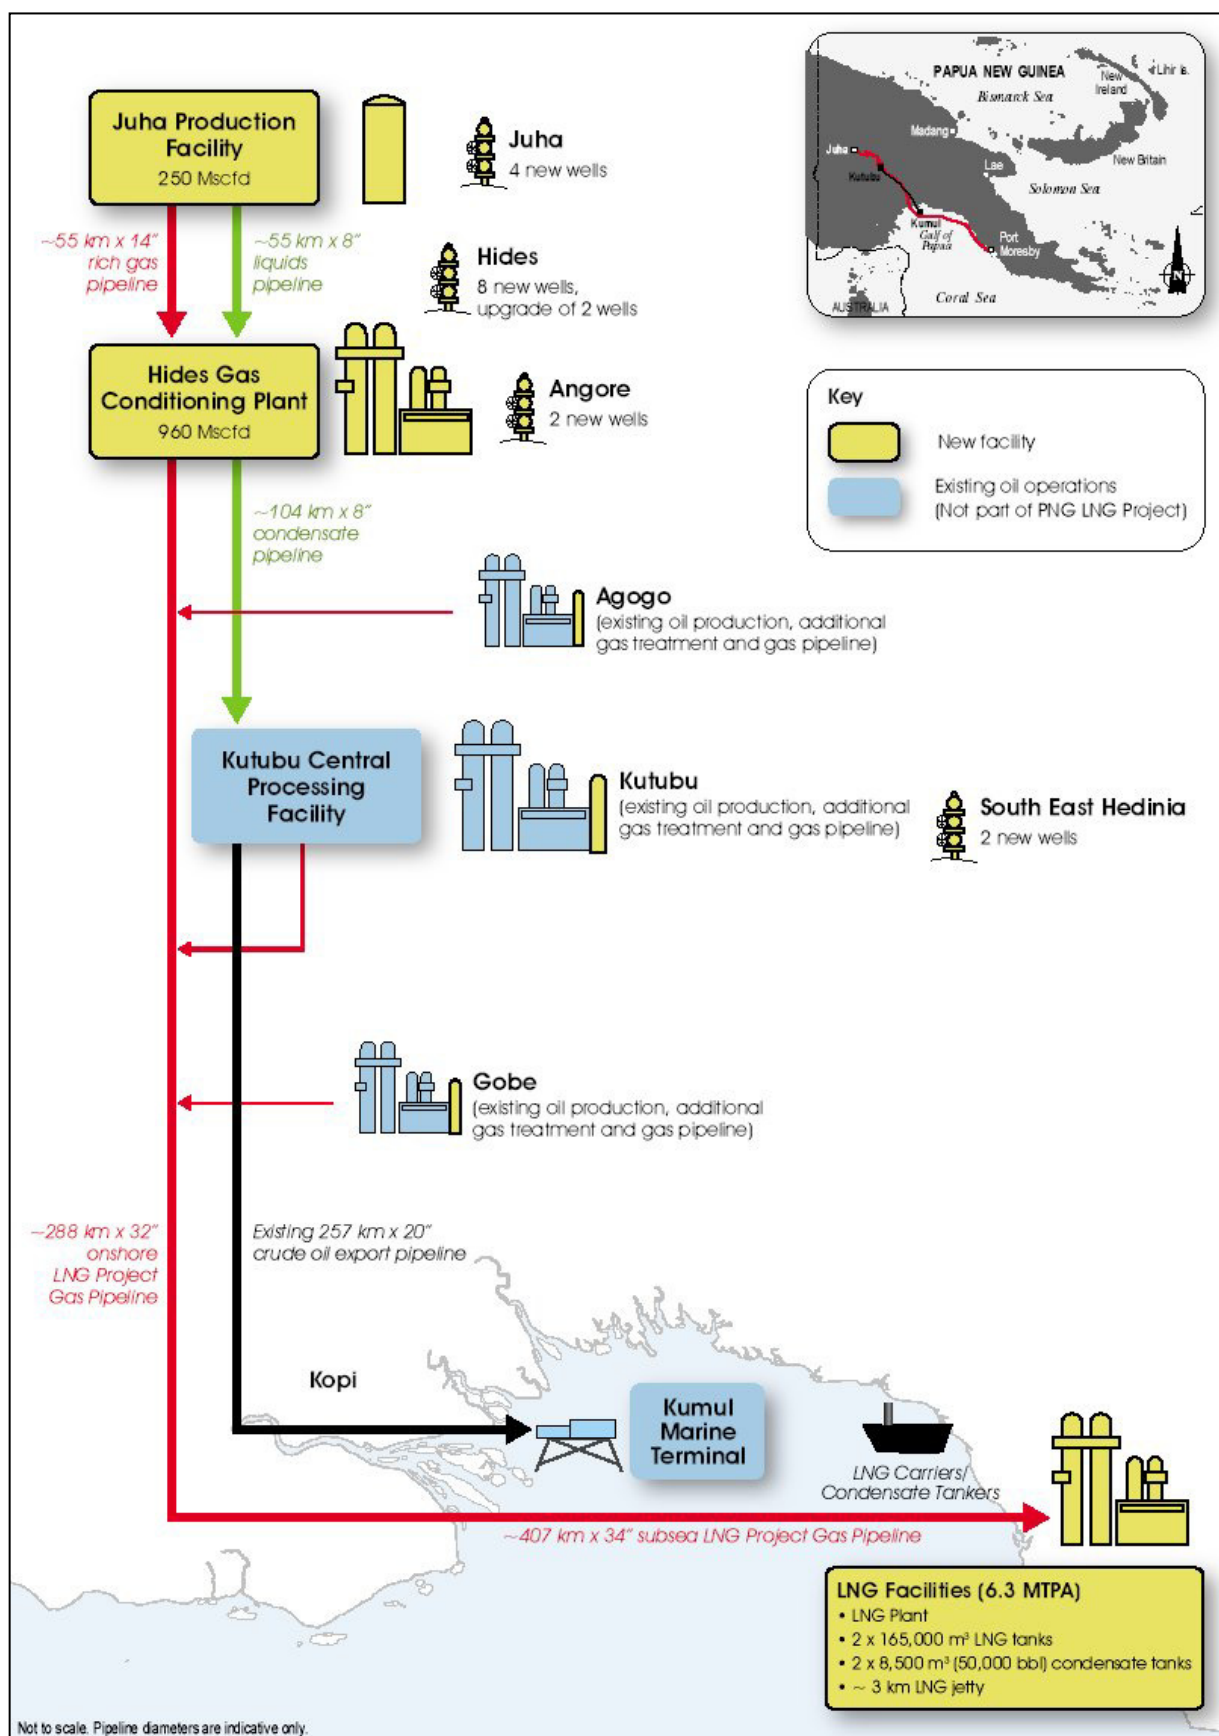 Juha Production
Facility
250 Mscfd
Juha
4 new wells
~55 km x 14"
rich gas
pipeline
~55 km x 8"
liquids
pipeline
Hides
8 new wells,
upgrade of 2 wells
PAPUA NEW GUINEA
Bismarck Sea
New
Ireland
Lihir Is.
Madang
Juha
Kutubu
Lae
New Britain
Solomon Sea
Kumul
Gulf of
Papua
Port
Moresby
Coral Sea
AUSTRALIA
N
Hides Gas
Conditioning Plant
960 Mscfd
Angore
2 new wells
Key
New facility
Existing oil operations
(Not part of PNG LNG Project)
~104 km x 8"
condensate
pipeline
Agogo
(existing oil production, additional
gas treatment and gas pipeline)
Kutubu Central
Processing
Facility
Kutubu
(existing oil production, additional
gas treatment and gas pipeline)
South East Hedinia
2 new wells
Gobe
(existing oil production, additional
gas treatment and gas pipeline)
~288 km x 32"
onshore
LNG Project
Gas Pipeline
Existing 257 km x 20"
crude oil export pipeline
Kopi
Kumul
Marine
Terminal
LNG Carriers/
Condensate Tankers
~407 km x 34" subsea LNG Project Gas Pipeline
LNG Facilities (6.3 MTPA)
• LNG Plant
• 2 x 165,000 m³ LNG tanks
• 2 x 8,500 m³ (50,000 bbl) condensate tanks
• ~ 3 km LNG jetty
Not to scale. Pipeline diameters are indicative only.